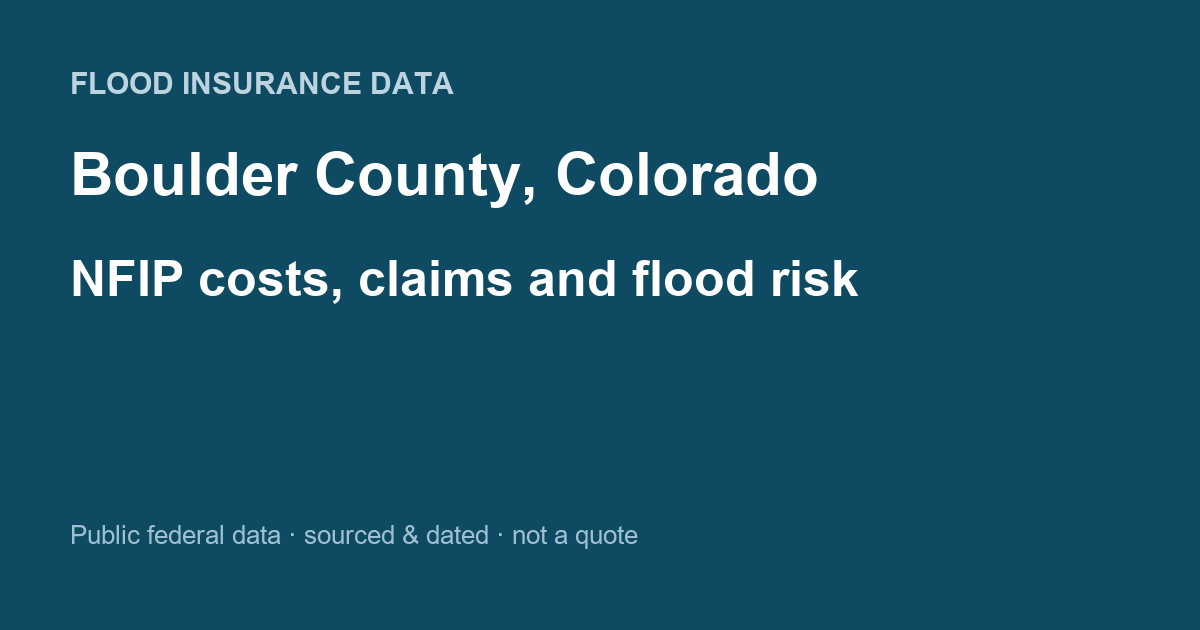 FLOOD INSURANCE DATA
Boulder County, Colorado
NFIP costs, claims and flood risk
Public federal data · sourced & dated · not a quote